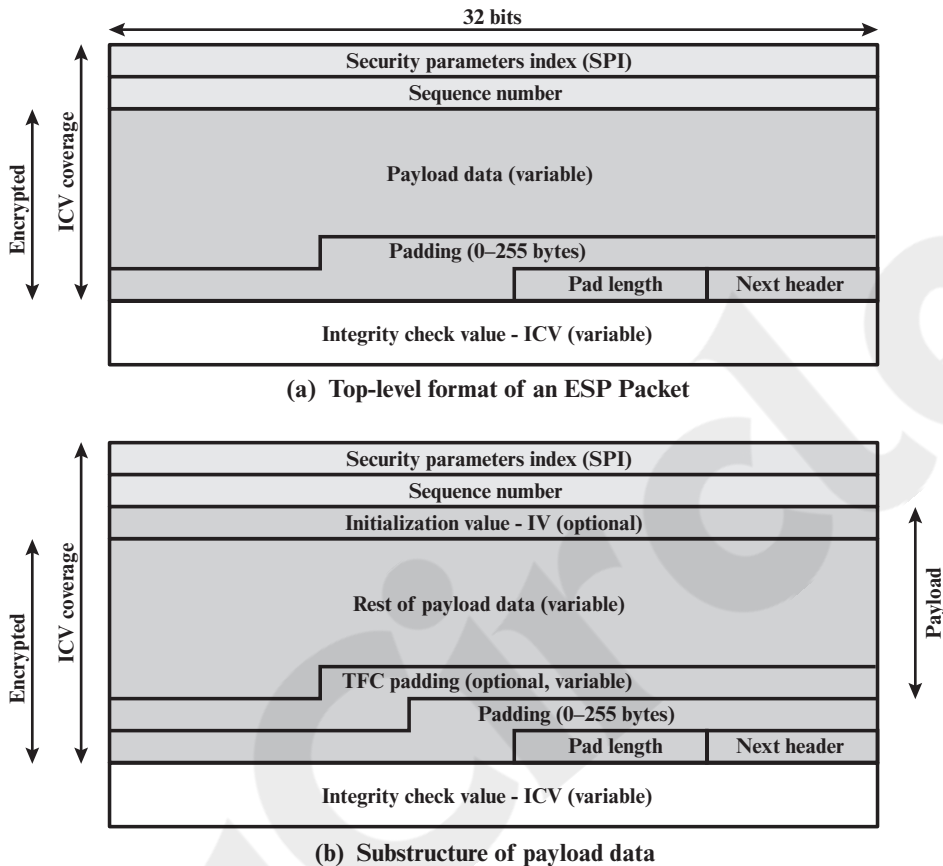 32 bits
Security parameters index (SPI)
Sequence number
Encrypted
ICV coverage
Payload data (variable)
Padding (0–255 bytes)
Pad length
Next header
Integrity check value - ICV (variable)
(a) Top-level format of an ESP Packet
Security parameters index (SPI)
Sequence number
Initialization value - IV (optional)
Encrypted
ICV coverage
Rest of payload data (variable)
Payload
TFC padding (optional, variable)
Padding (0–255 bytes)
Pad length
Next header
Integrity check value - ICV (variable)
(b) Substructure of payload data